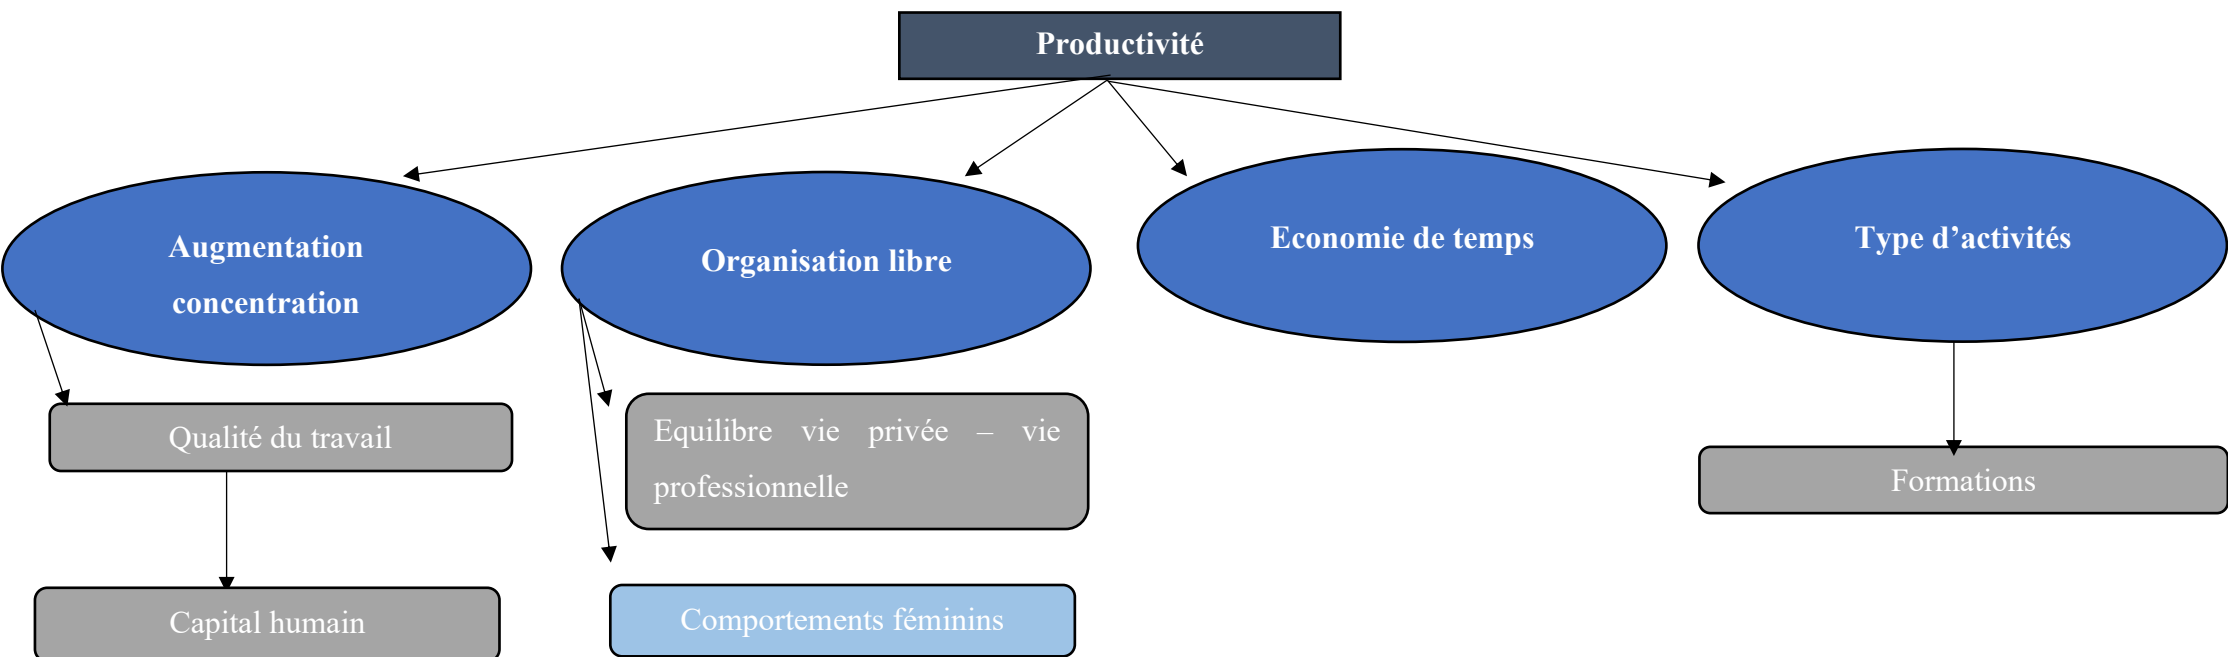 Productivité
Augmentation
concentration
Organisation libre
Economie de temps
Type d’activités
Qualité du travail
Equilibre vie privée – vie
professionnelle
Formations
Capital humain
Comportements féminins